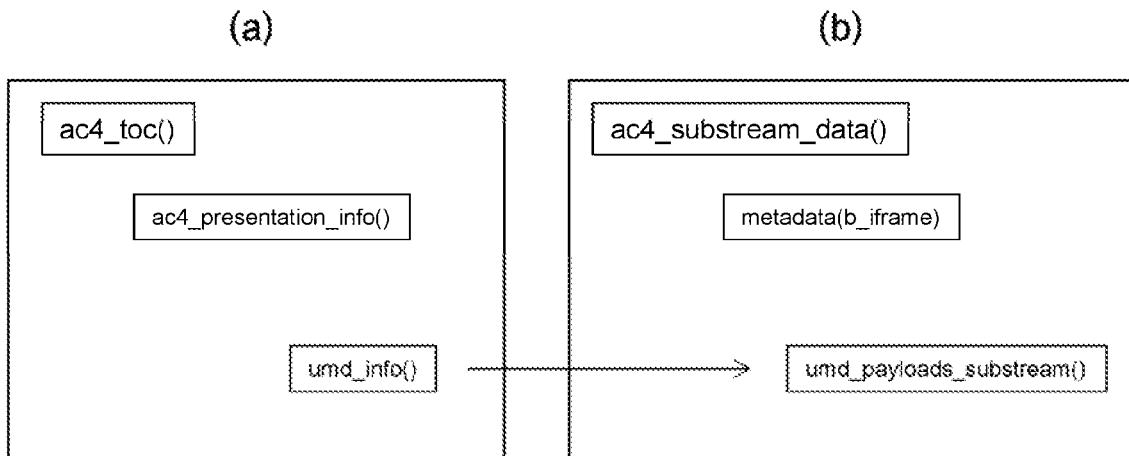 (a)
(b)
ac4_toc()
ac4_presentation_info()
umd_info()
ac4_substream_data()
metadata(b_iframe)
umd_payloads_substream()